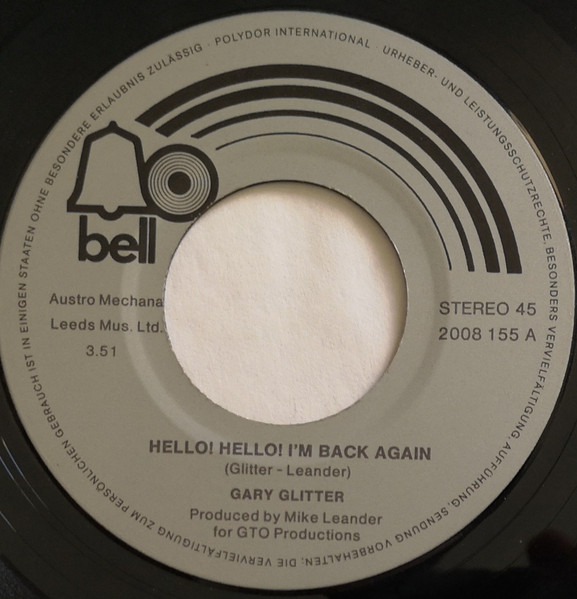 POLYDOR INTERNATIONAL · URHEBER- UND LEISTUNGSSCHUTZRECHTE, BESONDERS VERVIELFÄLTIGUNG, AUFFÜHRUNG, SENDUNG VORBEHALTEN; DIE VERVIELFÄLTIGUNG ZUM PERSÖNLICHEN GEBRAUCH IST IN EINIGEN STAATEN OHNE BESONDERE ERLAUBNIS ZULÄSSIG ·
bell
Austro Mechana
Leeds Mus. Ltd.
3.51
STEREO 45
2008 155 A
HELLO! HELLO! I'M BACK AGAIN
(Glitter - Leander)
GARY GLITTER
Produced by Mike Leander
for GTO Productions